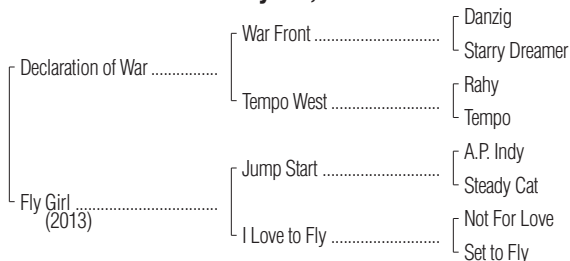 Danzig
War Front ........................
Starry Dreamer
Declaration of War ................
Rahy
Tempo West .....................
Tempo
A.P. Indy
Jump Start ........................
Steady Cat
Fly Girl ..................................
(2013)
Not For Love
I Love to Fly ......................
Set to Fly